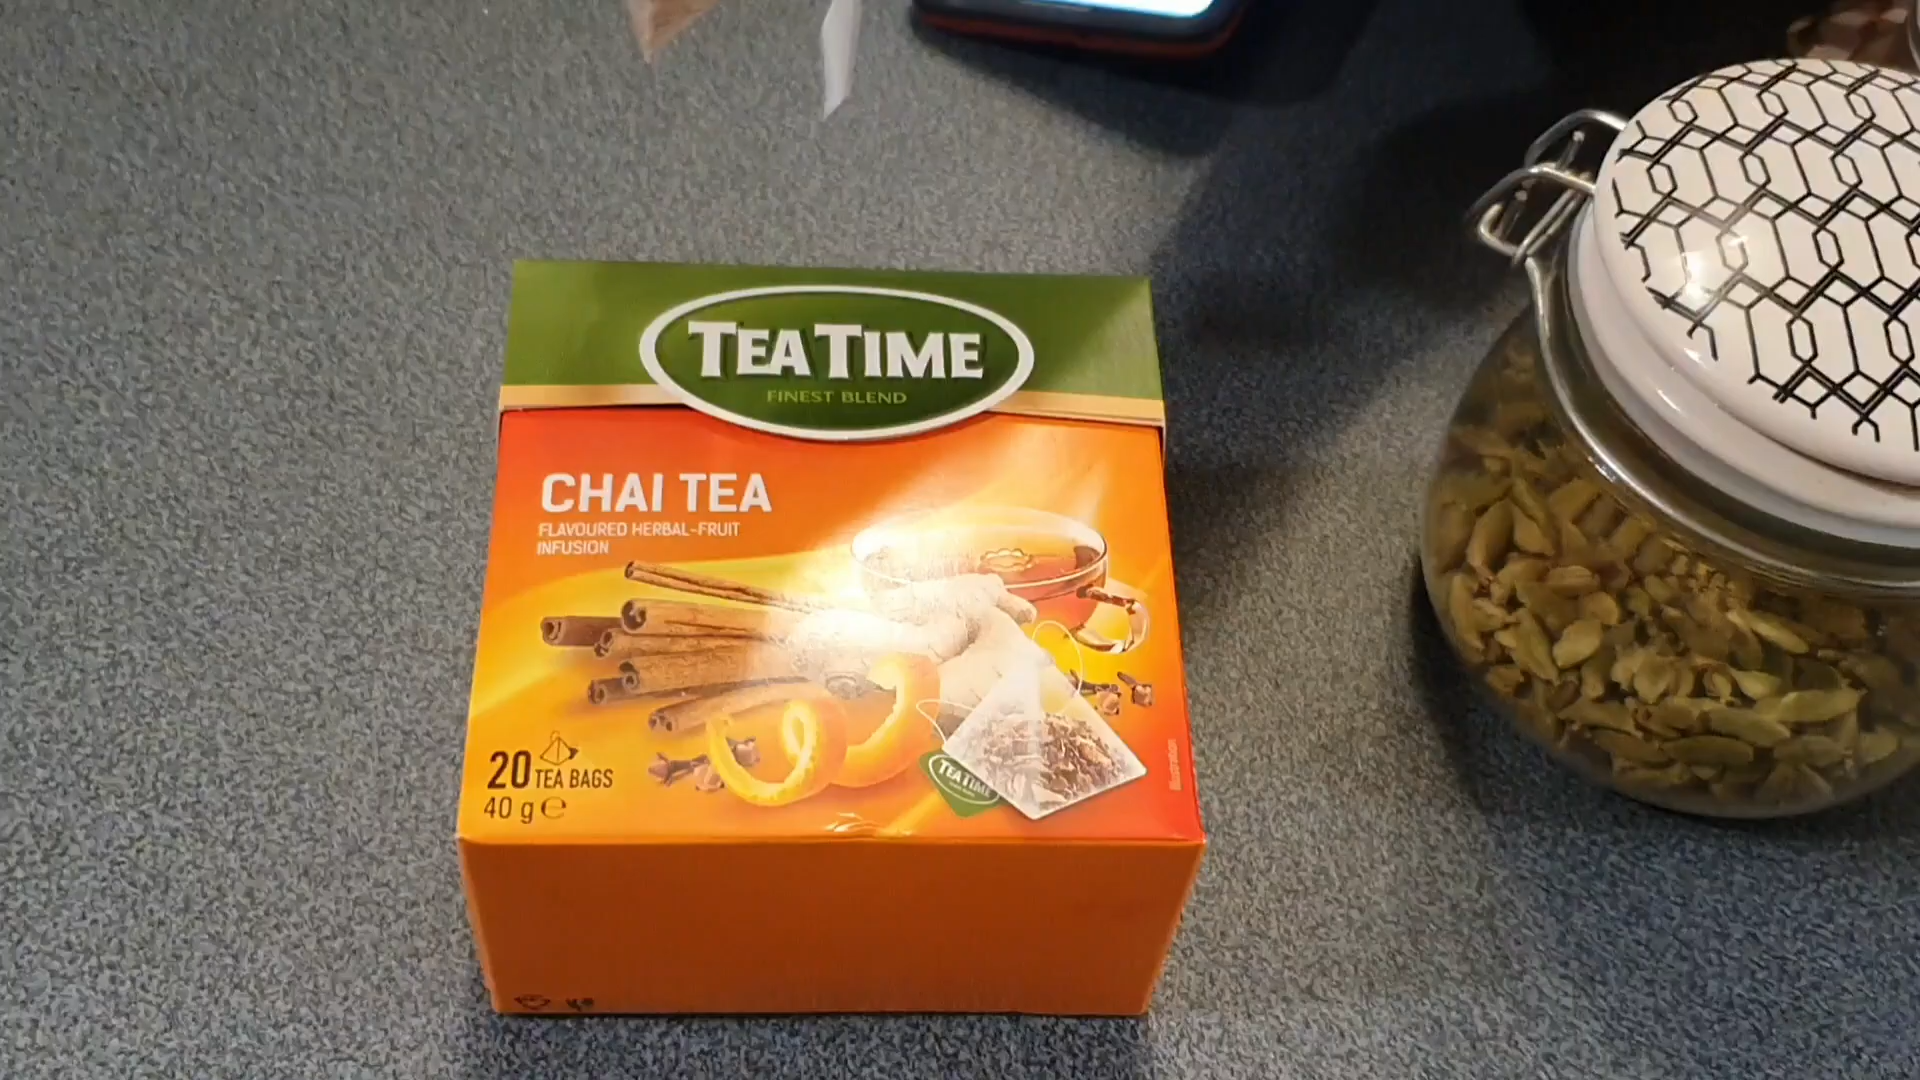 TEA TIME
FINEST BLEND
CHAI TEA
FLAVOURED HERBAL-FRUIT
INFUSION
20 TEA BAGS
40 g e
TEA TIME